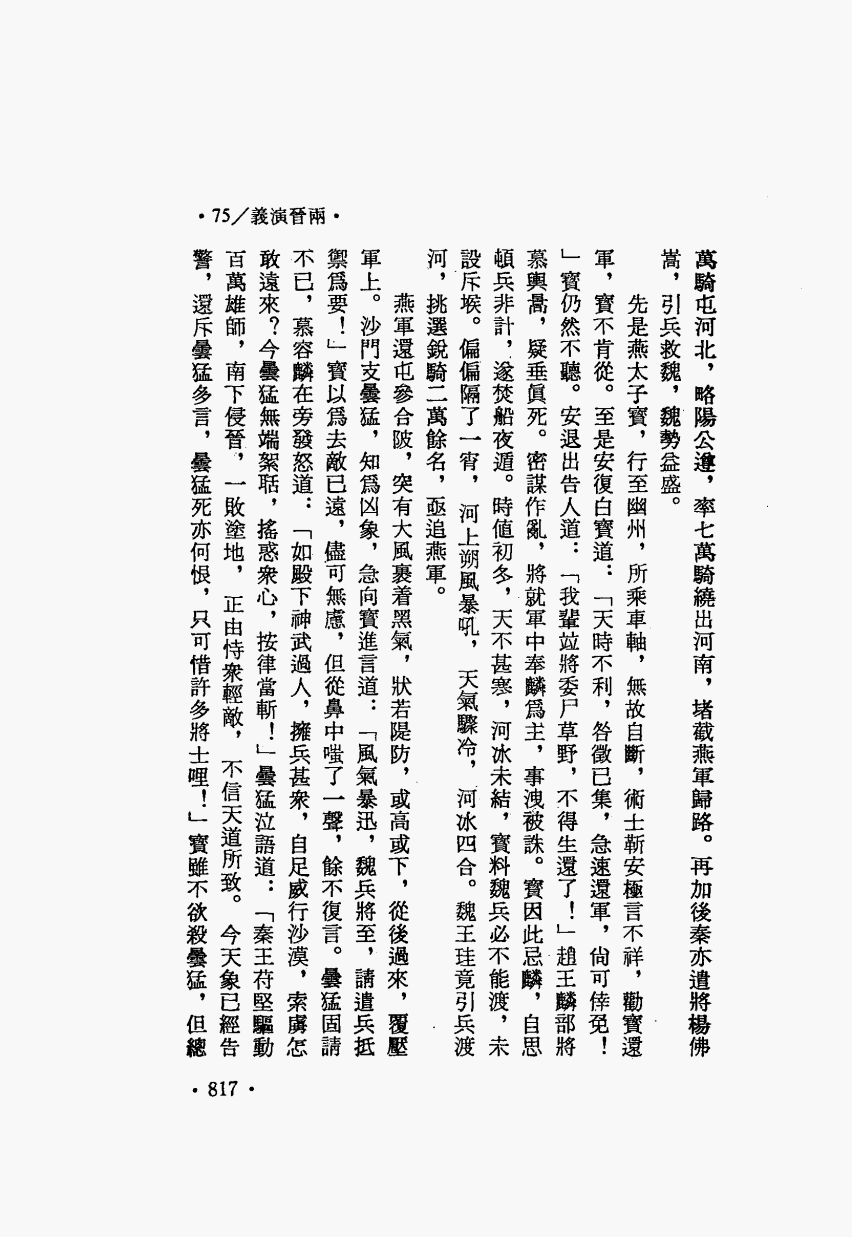 ·兩晉演義／75·
萬騎屯河北，略陽公遵，率七萬騎繞出河南，堵截燕軍歸路。再加後秦亦遣將楊佛
嵩，引兵救魏，魏勢益盛。
先是燕太子寶，行至幽州，所乘車軸，無故自斷，術士靳安極言不祥，勸寶還
軍，寶不肯從。至是安復白寶道：「天時不利，咎徵已集，急速還軍，尙可倖免！
」寶仍然不聽。安退出告人道：「我輩竝將委尸草野，不得生還了！」趙王麟部將
慕輿嵩，疑垂眞死。密謀作亂，將就軍中奉麟爲主，事洩被誅。寶因此忌麟，自思
頓兵非計，遂焚船夜遁。時値初冬，天不甚寒，河冰未結，寶料魏兵必不能渡，未
設斥堠。偏偏隔了一宵，河上朔風暴吼，天氣驟冷，河冰四合。魏王珪竟引兵渡
河，挑選銳騎二萬餘名，亟追燕軍。
燕軍還屯參合陂，突有大風裹着黑氣，狀若隄防，或高或下，從後過來，覆壓
軍上。沙門支曇猛，知爲凶象，急向寶進言道：「風氣暴迅，魏兵將至，請遣兵抵
禦爲要！」寶以爲去敵已遠，儘可無慮，但從鼻中嗤了一聲，餘不復言。曇猛固請
不已，慕容麟在旁發怒道：「如殿下神武過人，擁兵甚衆，自足威行沙漠，索虜怎
敢遠來？今曇猛無端絮聒，搖惑衆心，按律當斬！」曇猛泣語道：「秦王苻堅驅動
百萬雄師，南下侵晉，一敗塗地，正由恃衆輕敵，不信天道所致。今天象已經告
警，還斥曇猛多言，曇猛死亦何恨，只可惜許多將士哩！」寶雖不欲殺曇猛，但總
·817·